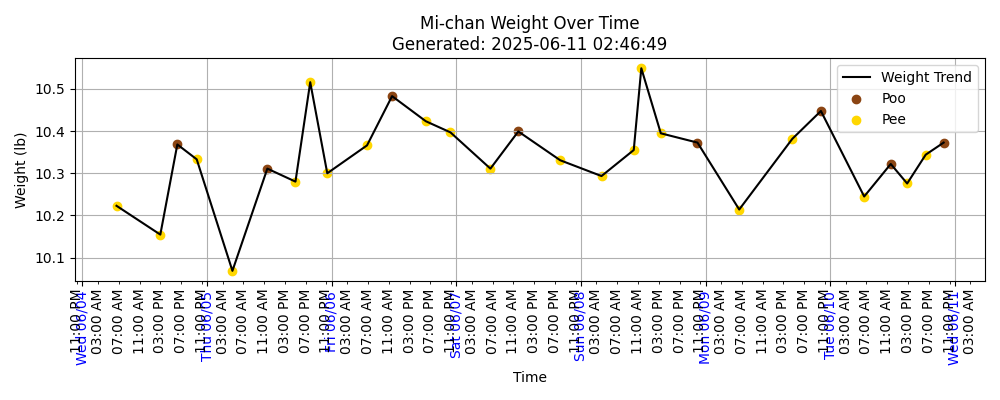 Mi-chan Weight Over Time
Generated: 2025-06-11 02:46:49
Weight Trend
Poo
Pee
Weight (lb)
10.5
10.4
10.3
10.2
10.1
11:00 PM
Wed 06/04
03:00 AM
07:00 AM
11:00 AM
03:00 PM
07:00 PM
11:00 PM
Thu 06/05
03:00 AM
07:00 AM
11:00 AM
03:00 PM
07:00 PM
11:00 PM
Fri 06/06
03:00 AM
07:00 AM
11:00 AM
03:00 PM
07:00 PM
11:00 PM
Sat 06/07
03:00 AM
07:00 AM
11:00 AM
03:00 PM
07:00 PM
11:00 PM
Sun 06/08
03:00 AM
07:00 AM
11:00 AM
03:00 PM
07:00 PM
11:00 PM
Mon 06/09
03:00 AM
07:00 AM
11:00 AM
03:00 PM
07:00 PM
11:00 PM
Tue 06/10
03:00 AM
07:00 AM
11:00 AM
03:00 PM
07:00 PM
11:00 PM
Wed 06/11
03:00 AM
Time